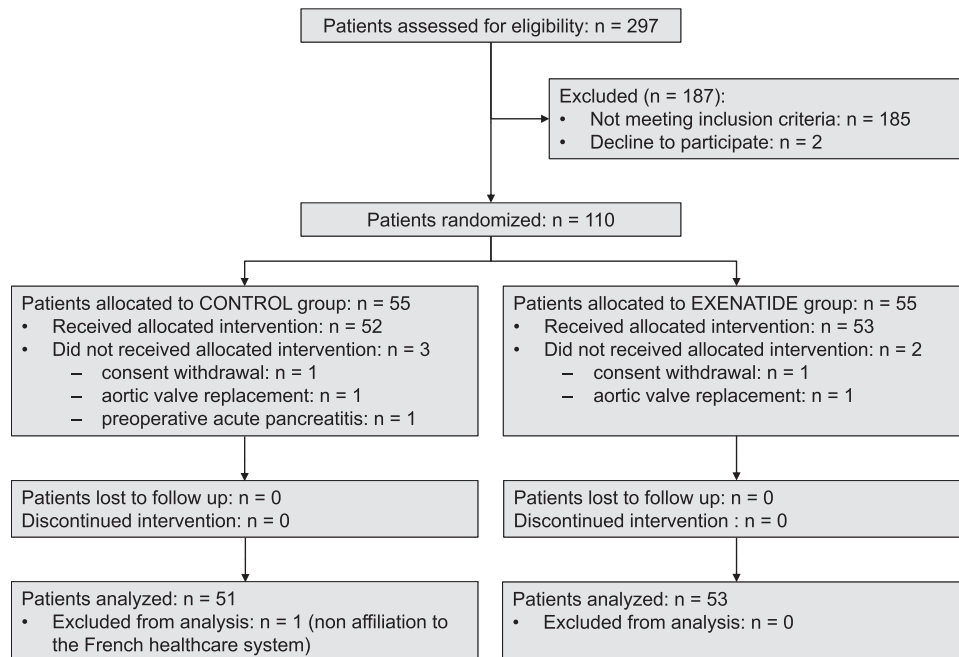 Patients assessed for eligibility: n = 297
Excluded (n = 187):
• Not meeting inclusion criteria: n = 185
• Decline to participate: n = 2
Patients randomized: n = 110
Patients allocated to CONTROL group: n = 55
• Received allocated intervention: n = 52
• Did not received allocated intervention: n = 3
– consent withdrawal: n = 1
– aortic valve replacement: n = 1
– preoperative acute pancreatitis: n = 1
Patients allocated to EXENATIDE group: n = 55
• Received allocated intervention: n = 53
• Did not received allocated intervention: n = 2
– consent withdrawal: n = 1
– aortic valve replacement: n = 1
Patients lost to follow up: n = 0
Discontinued intervention: n = 0
Patients lost to follow up: n = 0
Discontinued intervention : n = 0
Patients analyzed: n = 51
• Excluded from analysis: n = 1 (non affiliation to
the French healthcare system)
Patients analyzed: n = 53
• Excluded from analysis: n = 0